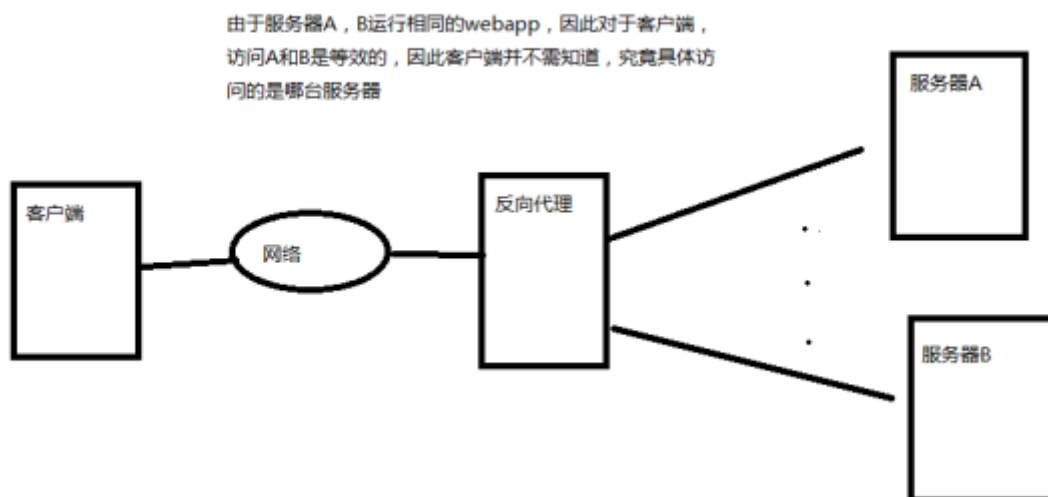 由于服务器A，B运行相同的webapp，因此对于客户端，
访问A和B是等效的，因此客户端并不需知道，究竟具体访
问的是哪台服务器
服务器A
客户端
反向代理
网络
服务器B